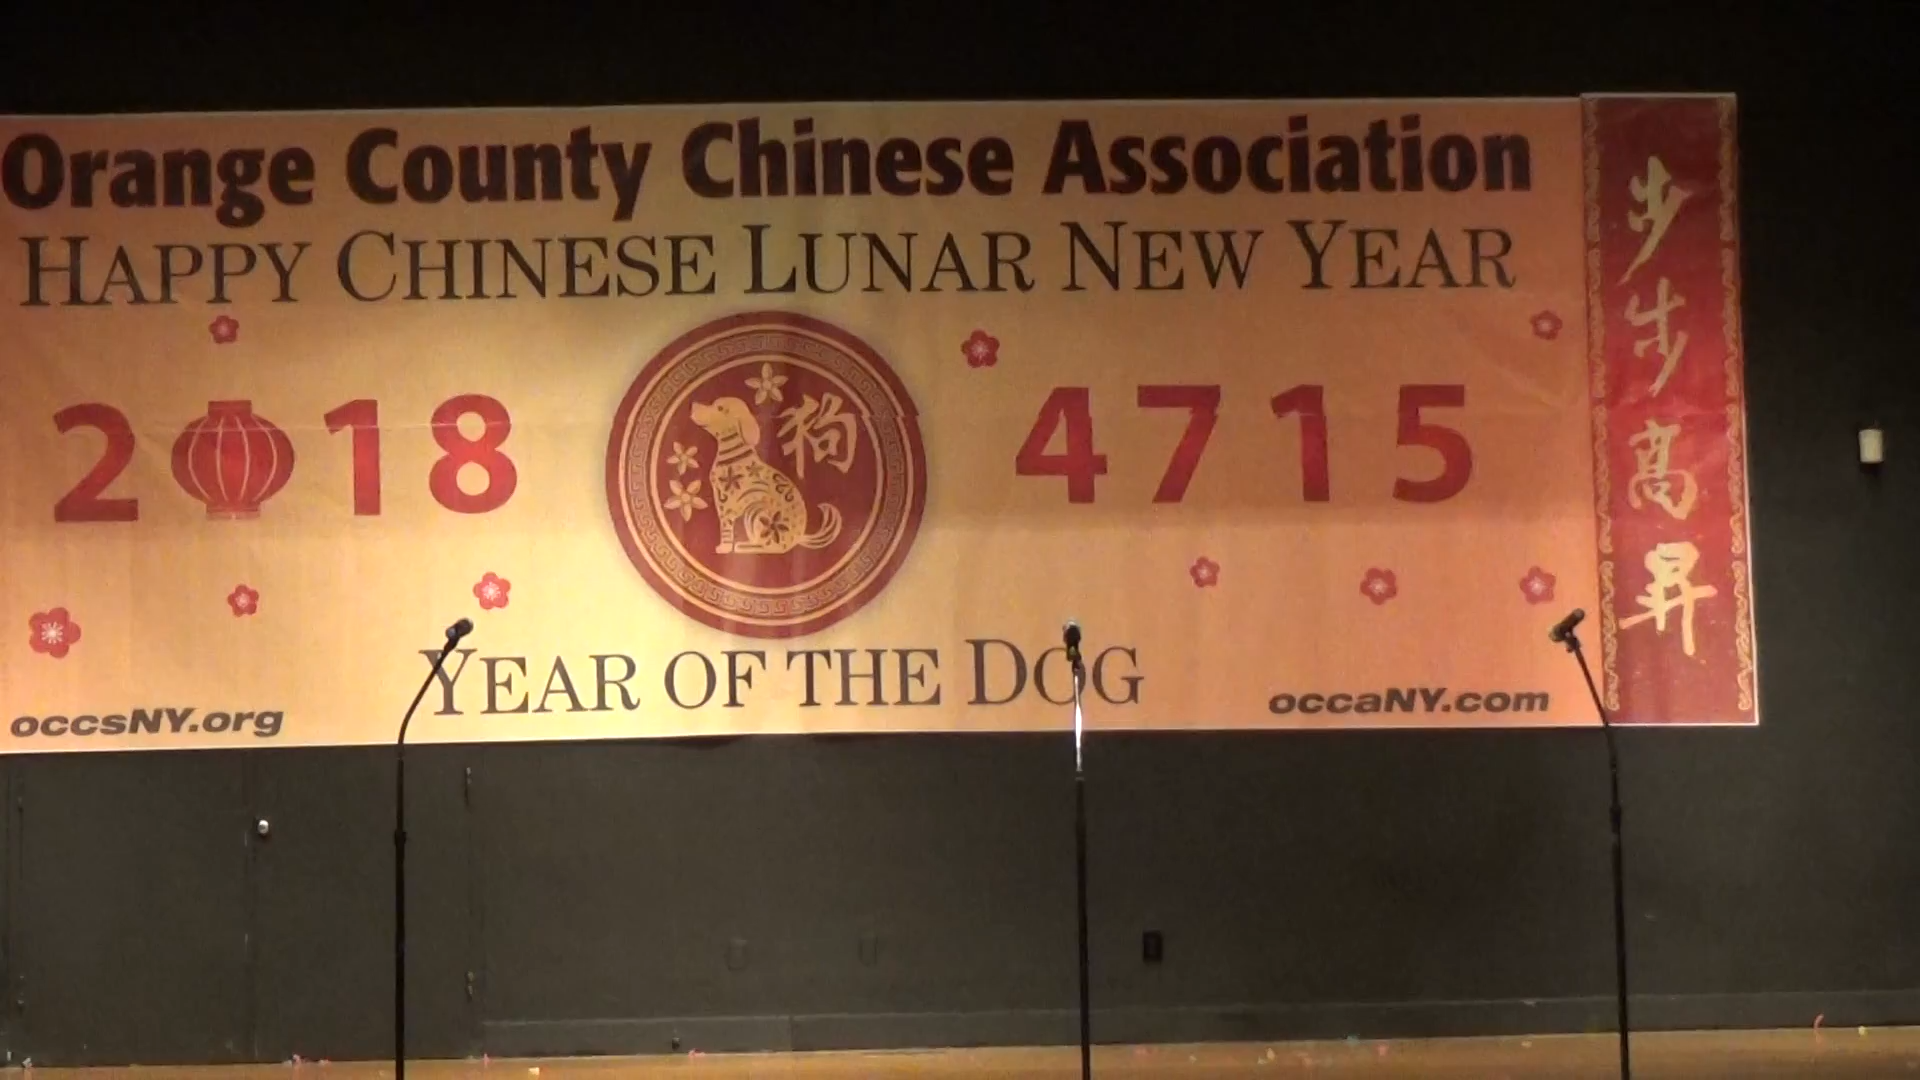 Orange County Chinese Association
HAPPY CHINESE LUNAR NEW YEAR
2018
狗
4715
YEAR OF THE DOG
occsNY.org
occaNY.com
步步高昇